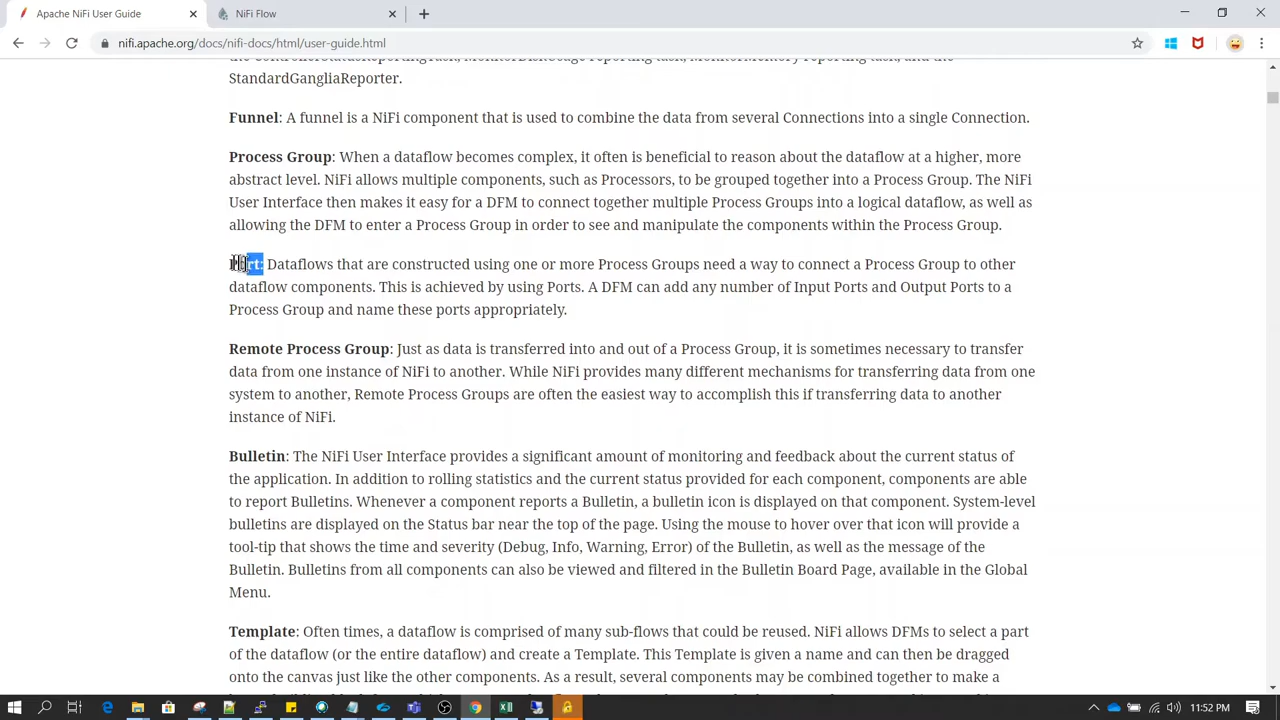 Apache NiFi User Guide
NiFi Flow
nifi.apache.org/docs/nifi-docs/html/user-guide.html
the ControllerStatusReportingTask, MonitorDiskUsage reporting task, MonitorMemory reporting task, and the
StandardGangliaReporter.
Funnel: A funnel is a NiFi component that is used to combine the data from several Connections into a single Connection.
Process Group: When a dataflow becomes complex, it often is beneficial to reason about the dataflow at a higher, more
abstract level. NiFi allows multiple components, such as Processors, to be grouped together into a Process Group. The NiFi
User Interface then makes it easy for a DFM to connect together multiple Process Groups into a logical dataflow, as well as
allowing the DFM to enter a Process Group in order to see and manipulate the components within the Process Group.
Port: Dataflows that are constructed using one or more Process Groups need a way to connect a Process Group to other
dataflow components. This is achieved by using Ports. A DFM can add any number of Input Ports and Output Ports to a
Process Group and name these ports appropriately.
Remote Process Group: Just as data is transferred into and out of a Process Group, it is sometimes necessary to transfer
data from one instance of NiFi to another. While NiFi provides many different mechanisms for transferring data from one
system to another, Remote Process Groups are often the easiest way to accomplish this if transferring data to another
instance of NiFi.
Bulletin: The NiFi User Interface provides a significant amount of monitoring and feedback about the current status of
the application. In addition to rolling statistics and the current status provided for each component, components are able
to report Bulletins. Whenever a component reports a Bulletin, a bulletin icon is displayed on that component. System-level
bulletins are displayed on the Status bar near the top of the page. Using the mouse to hover over that icon will provide a
tool-tip that shows the time and severity (Debug, Info, Warning, Error) of the Bulletin, as well as the message of the
Bulletin. Bulletins from all components can also be viewed and filtered in the Bulletin Board Page, available in the Global
Menu.
Template: Often times, a dataflow is comprised of many sub-flows that could be reused. NiFi allows DFMs to select a part
of the dataflow (or the entire dataflow) and create a Template. This Template is given a name and can then be dragged
onto the canvas just like the other components. As a result, several components may be combined together to make a
11:52 PM